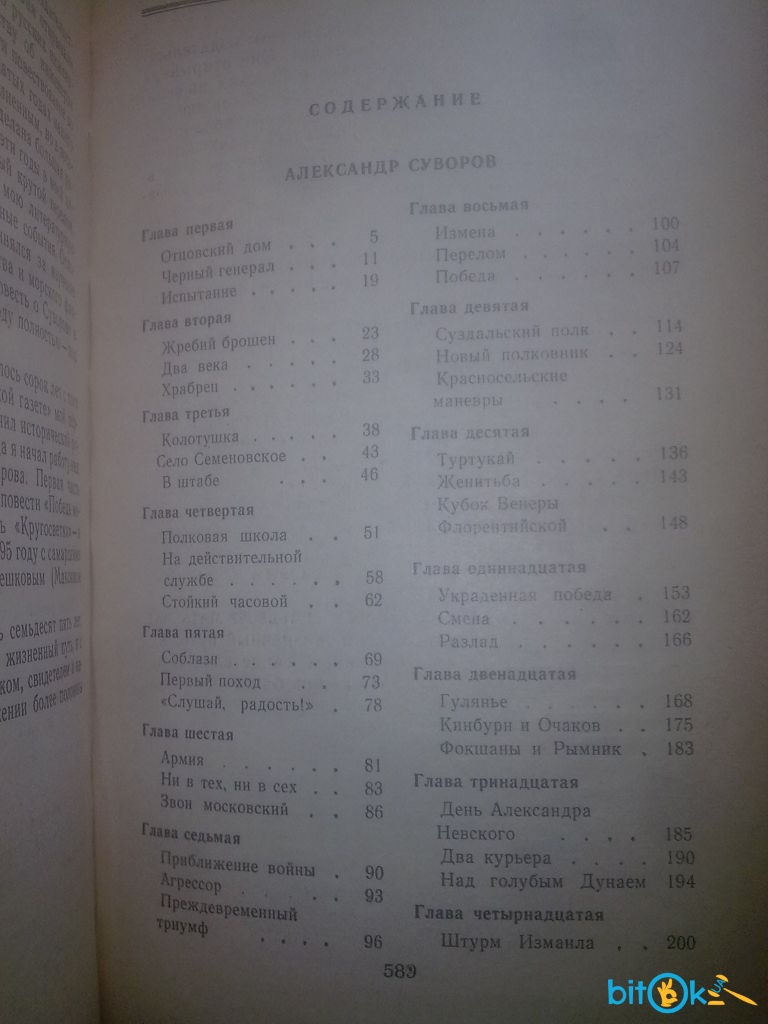 СОДЕРЖАНИЕ
АЛЕКСАНДР СУВОРОВ
Глава первая
Отцовский дом . . . 5
Черный генерал . . . 11
Испытание . . . . . 19
Глава вторая
Жребий брошен . . . 23
Два века . . . . . 28
Храбрец . . . . . . 33
Глава третья
Колотушка . . . . . 38
Село Семеновское . . 43
В штабе . . . 46
Глава четвертая
Полковая школа . . 51
На действительной
службе . . . . . . 58
Стойкий часовой . . 62
Глава пятая
Соблазн . . . . . . 69
Первый поход . . 73
«Слушай, радость!» . 78
Глава шестая
Армия . . . . . . 81
Ни в тех, ни в сех . . 83
Звон московский . . 86
Глава седьмая
Приближение войны . 90
Агрессор . . . . . 93
Преждевременный
триумф . . . . 96
Глава восьмая
Измена . . . . . . 100
Перелом . . . . . 104
Победа . . . . . . 107
Глава девятая
Суздальский полк . . 114
Новый полковник . . 124
Красносельские
маневры . . . . 131
Глава десятая
Туртукай . . . . . 136
Женитьба . . . . . 143
Кубок Венеры
Флорентийской . . 148
Глава одиннадцатая
Украденная победа . 153
Смена . . . . . . 162
Разлад . . . . . . 166
Глава двенадцатая
Гулянье . . . . . . 168
Кинбурн и Очаков . . 175
Фокшаны и Рымник . 183
Глава тринадцатая
День Александра
Невского . . . . 185
Два курьера . . . . 190
Над голубым Дунаем 194
Глава четырнадцатая
Штурм Измаила . . 200
589
bitOk
UA